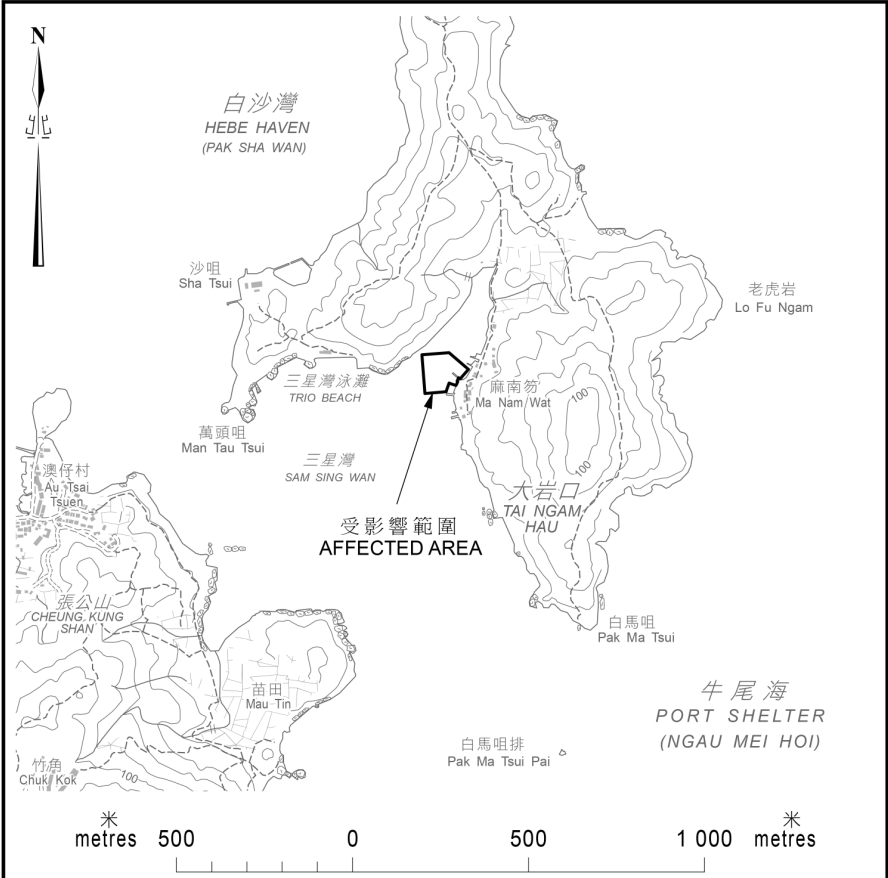 N
北
白沙灣
HEBE HAVEN
(PAK SHA WAN)
沙咀
Sha Tsui
老虎岩
Lo Fu Ngam
三星灣泳灘
TRIO BEACH
麻南笏
Ma Nam Wat
100
萬頭咀
Man Tau Tsui
三星灣
SAM SING WAN
100
澳仔村
Au Tsai
Tsuen
大岩口
TAI NGAM
HAU
受影響範圍
AFFECTED AREA
張公山
CHEUNG KUNG
SHAN
白馬咀
Pak Ma Tsui
苗田
Mau Tin
牛尾海
PORT SHELTER
(NGAU MEI HOI)
白馬咀排
Pak Ma Tsui Pai
竹角
Chuk Kok
100
米
metres 500 0 500 1 000 metres
米